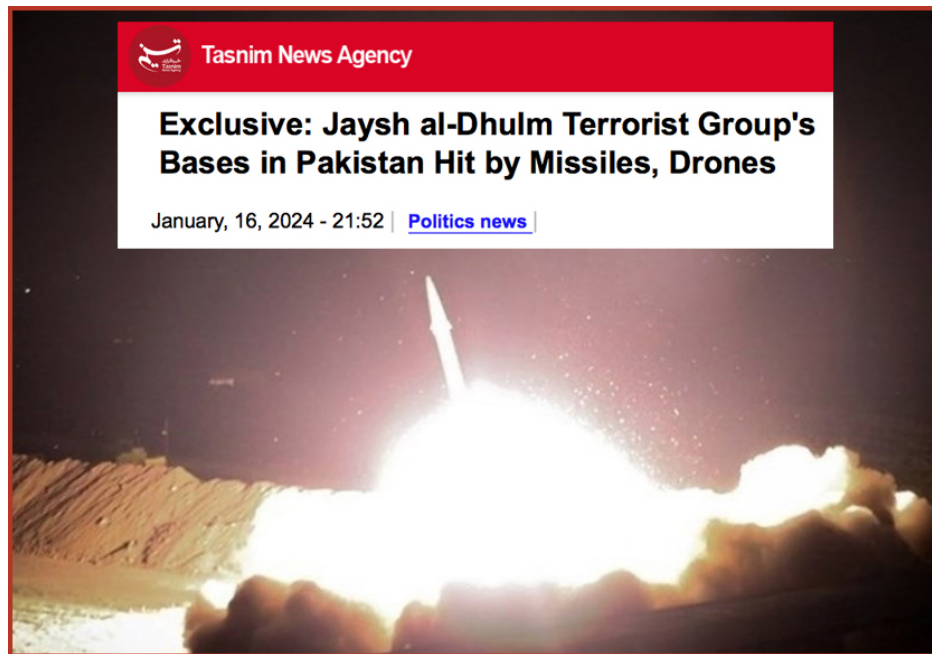 Tasnim News Agency
Exclusive: Jaysh al-Dhulm Terrorist Group's
Bases in Pakistan Hit by Missiles, Drones
January, 16, 2024 - 21:52 | Politics news |